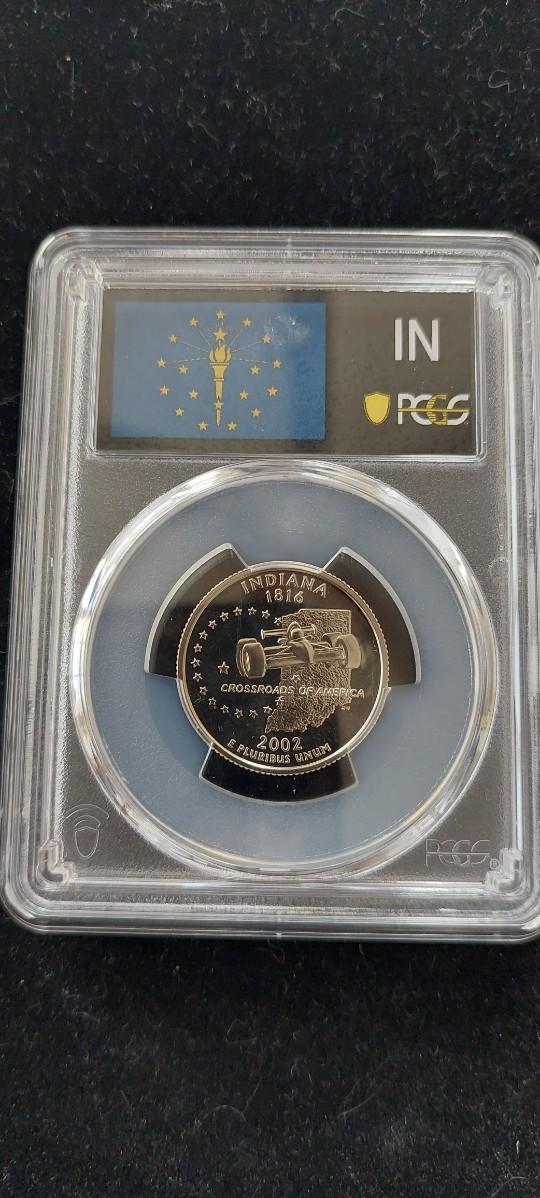 IN
PCGS
INDIANA
1816
CROSSROADS OF AMERICA
2002
E PLURIBUS UNUM
PCGS®